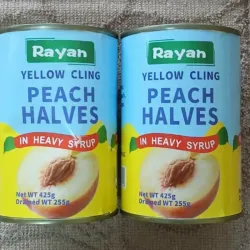 Rayan
YELLOW CLING
PEACH
HALVES
IN HEAVY SYRUP
Net WT 425g
Drained WT 255g
Rayan
YELLOW CLING
PEACH
HALVES
IN HEAVY SYRUP
Net WT 425g
Drained WT 255g